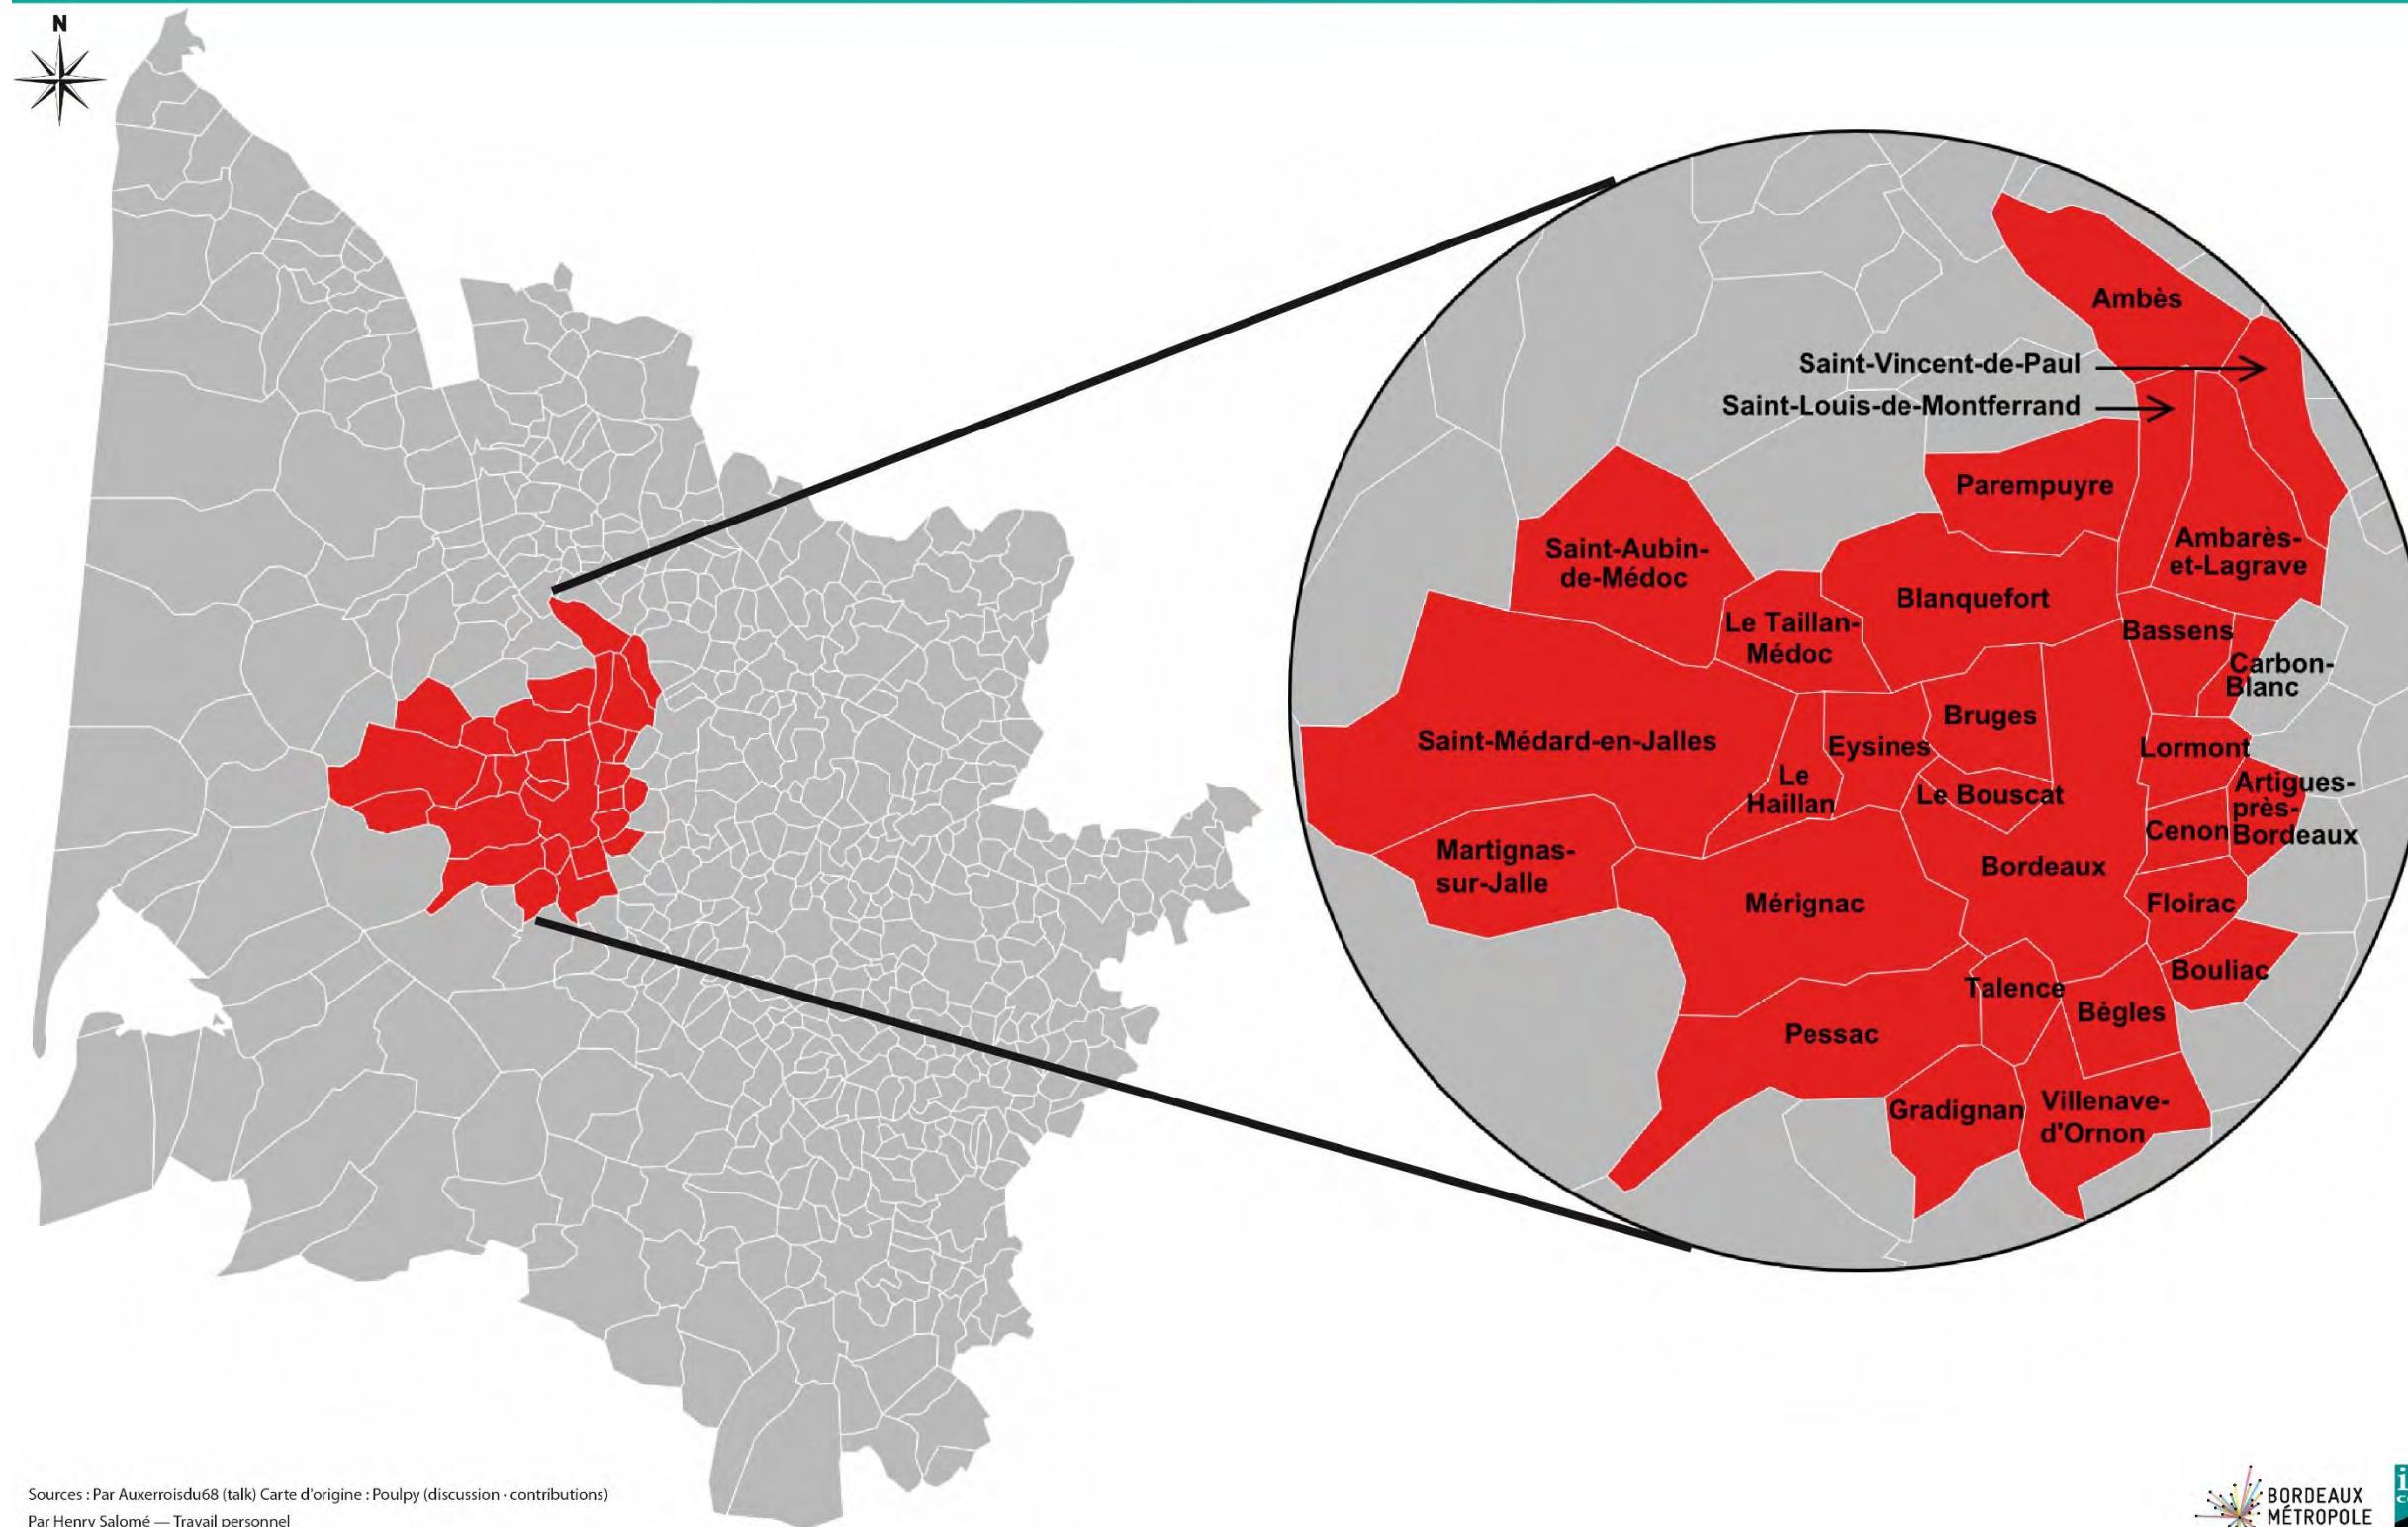 N
Ambès
Saint-Vincent-de-Paul
Saint-Louis-de-Montferrand
Parempuyre
Saint-Aubin-
de-Médoc
Ambarès-
et-Lagrave
Blanquefort
Le Taillan-
Médoc
Bassens
Carbon-
Blanc
Saint-Médard-en-Jalles
Bruges
Eysines
Lormont
Le
Haillan
Le Bouscat
Artigues-
près-
Bordeaux
Cenon
Martignas-
sur-Jalle
Bordeaux
Mérignac
Floirac
Bouliac
Talence
Bègles
Pessac
Gradignan
Villenave-
d'Ornon
Sources : Par Auxerroisdu68 (talk) Carte d'origine : Poulpy (discussion · contributions)
Par Henry Salomé — Travail personnel
BORDEAUX
MÉTROPOLE